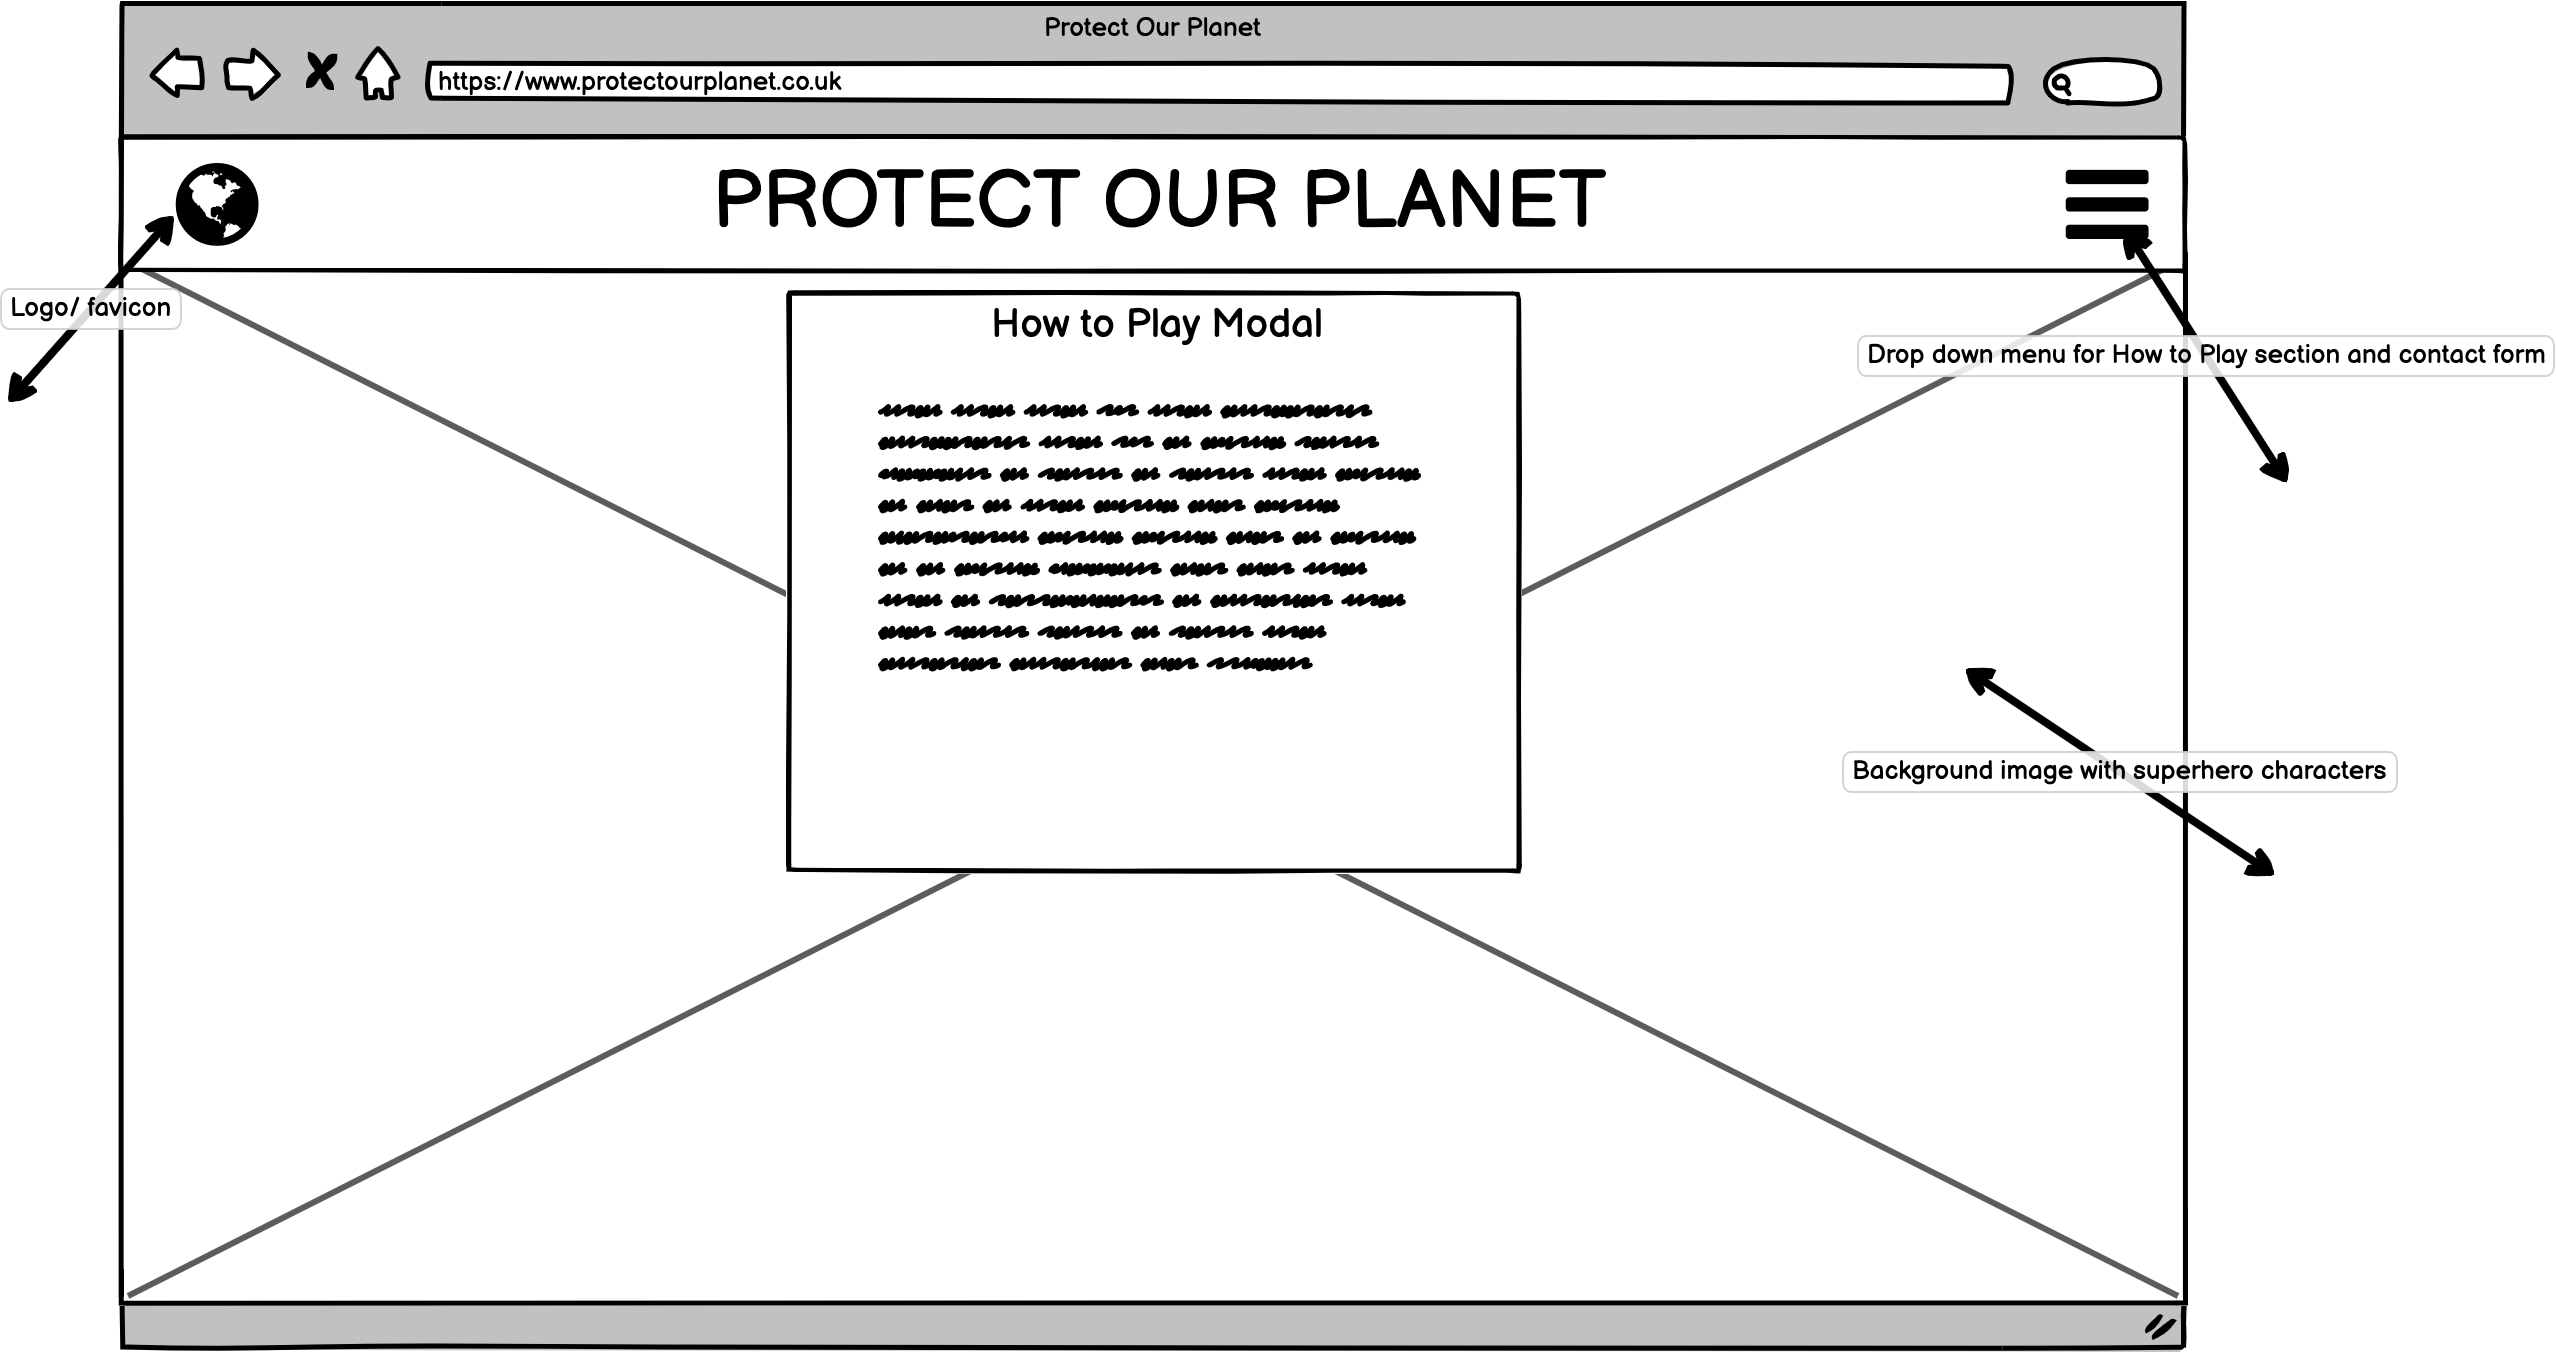 Protect Our Planet
https://www.protectourplanet.co.uk
PROTECT OUR PLANET
Logo/ favicon
How to Play Modal
Drop down menu for How to Play section and contact form
Background image with superhero characters